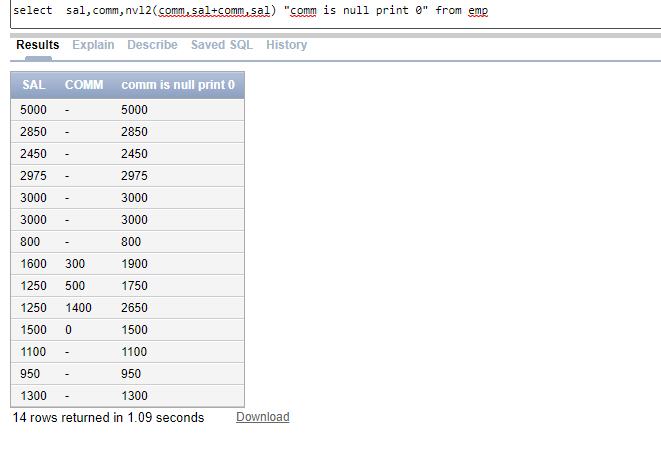 select  sal,comm,nvl2(comm,sal+comm,sal) "comm is null print 0" from emp
Results Explain Describe Saved SQL History
SAL COMM comm is null print 0
5000 - 5000
2850 - 2850
2450 - 2450
2975 - 2975
3000 - 3000
3000 - 3000
800 - 800
1600 300 1900
1250 500 1750
1250 1400 2650
1500 0 1500
1100 - 1100
950 - 950
1300 - 1300
14 rows returned in 1.09 seconds Download